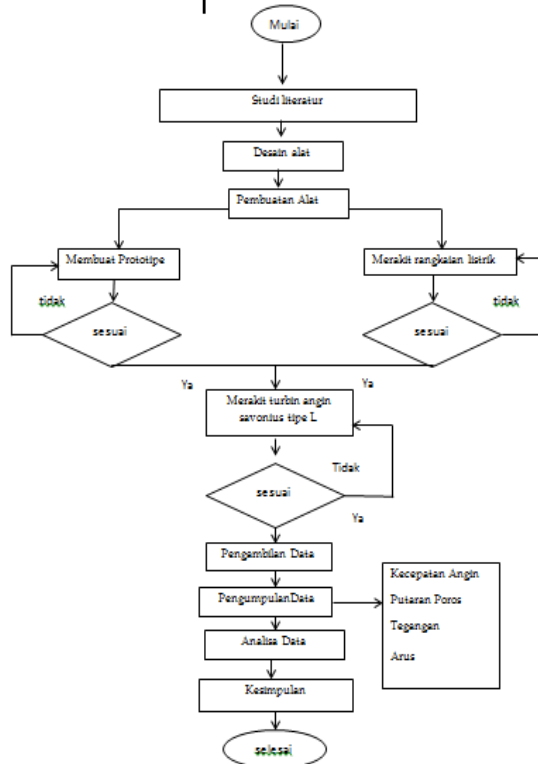 Mulai
Studi literatur
Desain alat
Pembuatan Alat
Membuat Prototipe
Merakit rangkaian listrik
tidak
tidak
sesuai
sesuai
Ya
Ya
Merakit turbin angin
savonius tipe L
Tidak
sesuai
Ya
Pengambilan Data
PengumpulanData
Kecepatan Angin
Putaran Poros
Tegangan
Arus
Analisa Data
Kesimpulan
selesai